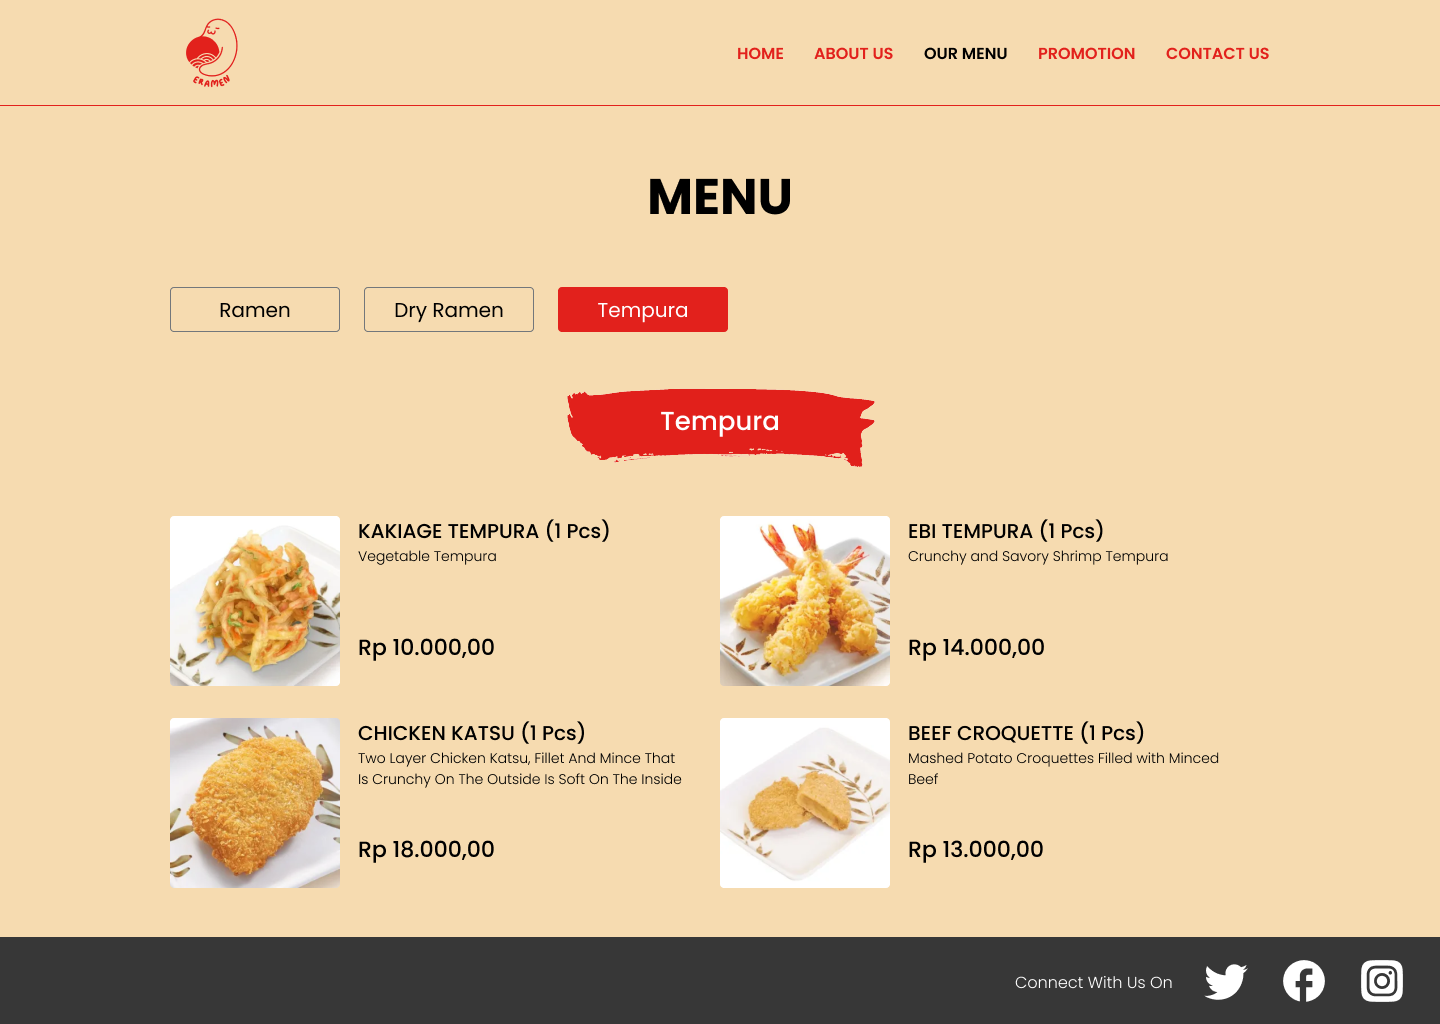 ERAMEN
HOME ABOUT US OUR MENU PROMOTION CONTACT US
MENU
Ramen Dry Ramen Tempura
Tempura
KAKIAGE TEMPURA (1 Pcs)
Vegetable Tempura
Rp 10.000,00
EBI TEMPURA (1 Pcs)
Crunchy and Savory Shrimp Tempura
Rp 14.000,00
CHICKEN KATSU (1 Pcs)
Two Layer Chicken Katsu, Fillet And Mince That
Is Crunchy On The Outside Is Soft On The Inside
Rp 18.000,00
BEEF CROQUETTE (1 Pcs)
Mashed Potato Croquettes Filled with Minced
Beef
Rp 13.000,00
Connect With Us On